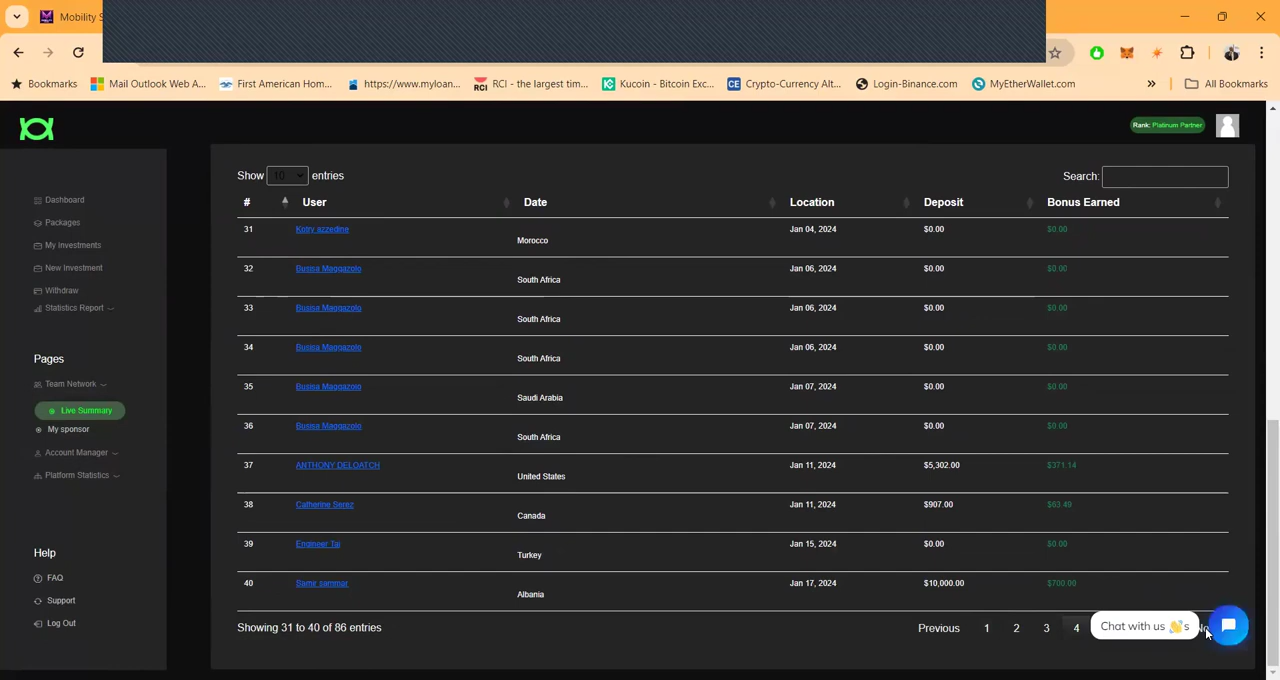 Mobility S
Bookmarks
Mail Outlook Web A...
First American Hom...
https://www.myloan...
RCI
RCI - the largest tim...
Kucoin - Bitcoin Exc...
CE
Crypto-Currency Alt...
Login-Binance.com
MyEtherWallet.com
»
All Bookmarks
Rank: Platinum Partner
Dashboard
Packages
My Investments
New Investment
Withdraw
Statistics Report
Pages
Team Network
Live Summary
My sponsor
Account Manager
Platform Statistics
Help
FAQ
Support
Log Out
Show 10 entries
Search:
# User Date Location Deposit Bonus Earned
31 Kotry azzedine Morocco Jan 04, 2024 $0.00 $0.00
32 Busisa Maggazolo South Africa Jan 06, 2024 $0.00 $0.00
33 Busisa Maggazolo South Africa Jan 06, 2024 $0.00 $0.00
34 Busisa Maggazolo South Africa Jan 06, 2024 $0.00 $0.00
35 Busisa Maggazolo Saudi Arabia Jan 07, 2024 $0.00 $0.00
36 Busisa Maggazolo South Africa Jan 07, 2024 $0.00 $0.00
37 ANTHONY DELOATCH United States Jan 11, 2024 $5,302.00 $371.14
38 Catherine Serez Canada Jan 11, 2024 $907.00 $63.49
39 Engineer Tai Turkey Jan 15, 2024 $0.00 $0.00
40 Samir sammar Albania Jan 17, 2024 $10,000.00 $700.00
Showing 31 to 40 of 86 entries
Previous 1 2 3 4
Chat with us 👋s